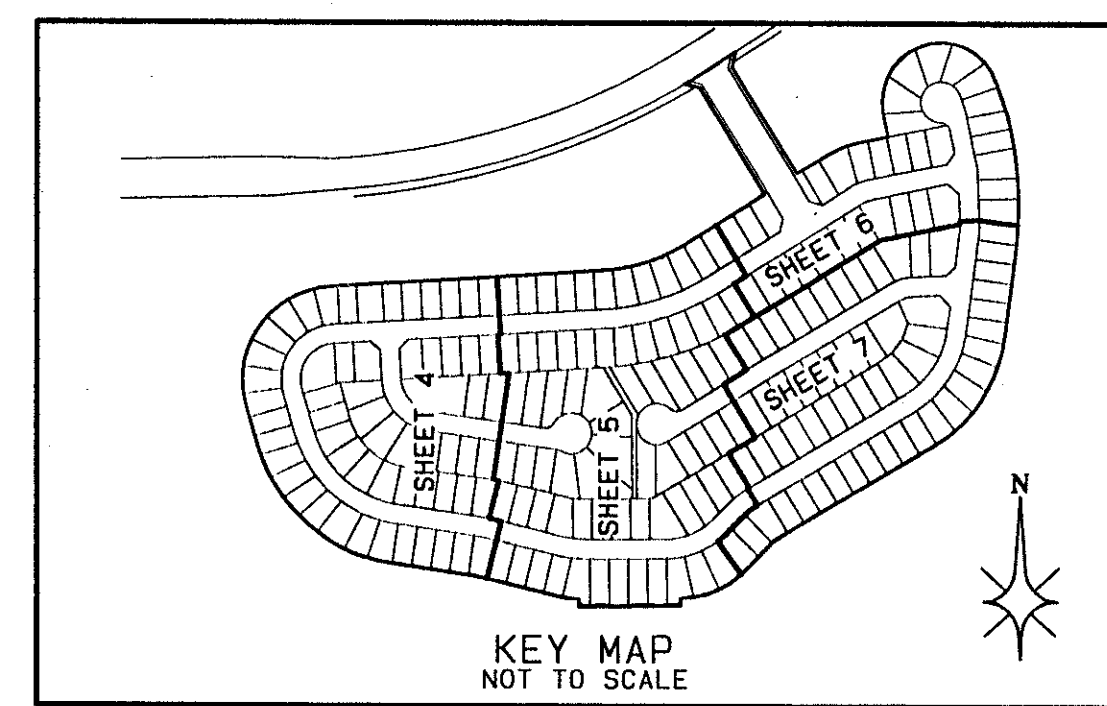 SHEET 6
SHEET 7
SHEET 4
SHEET 5
N
KEY MAP
NOT TO SCALE